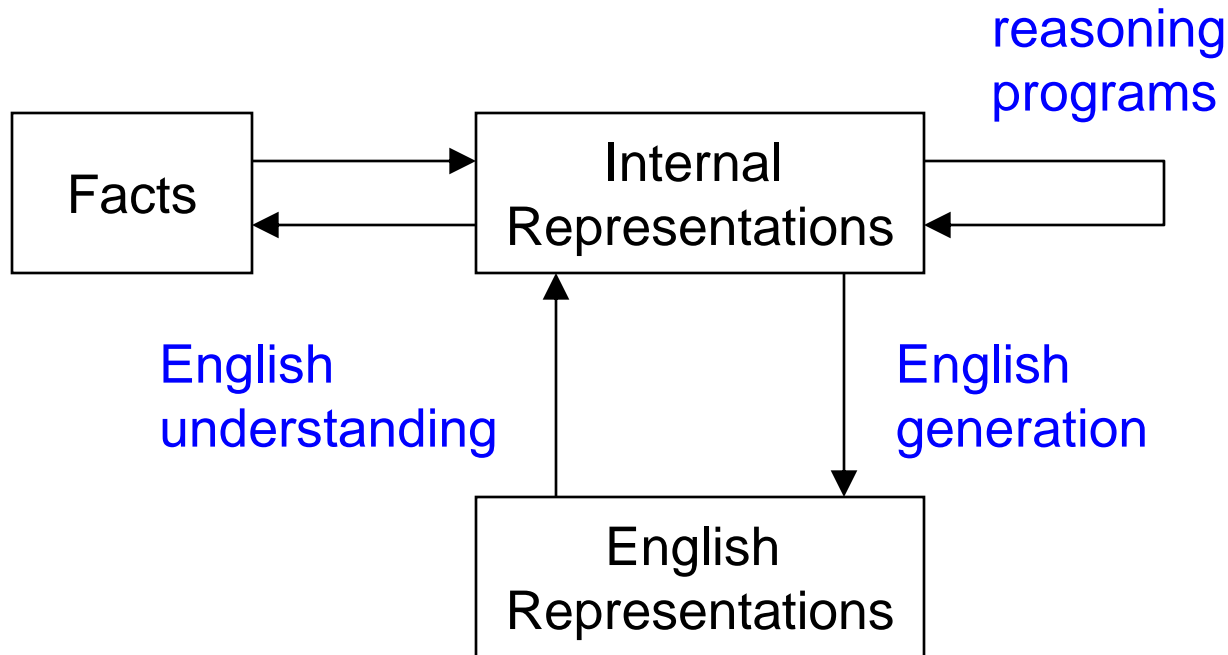 reasoning
programs
Facts
Internal
Representations
English
understanding
English
generation
English
Representations